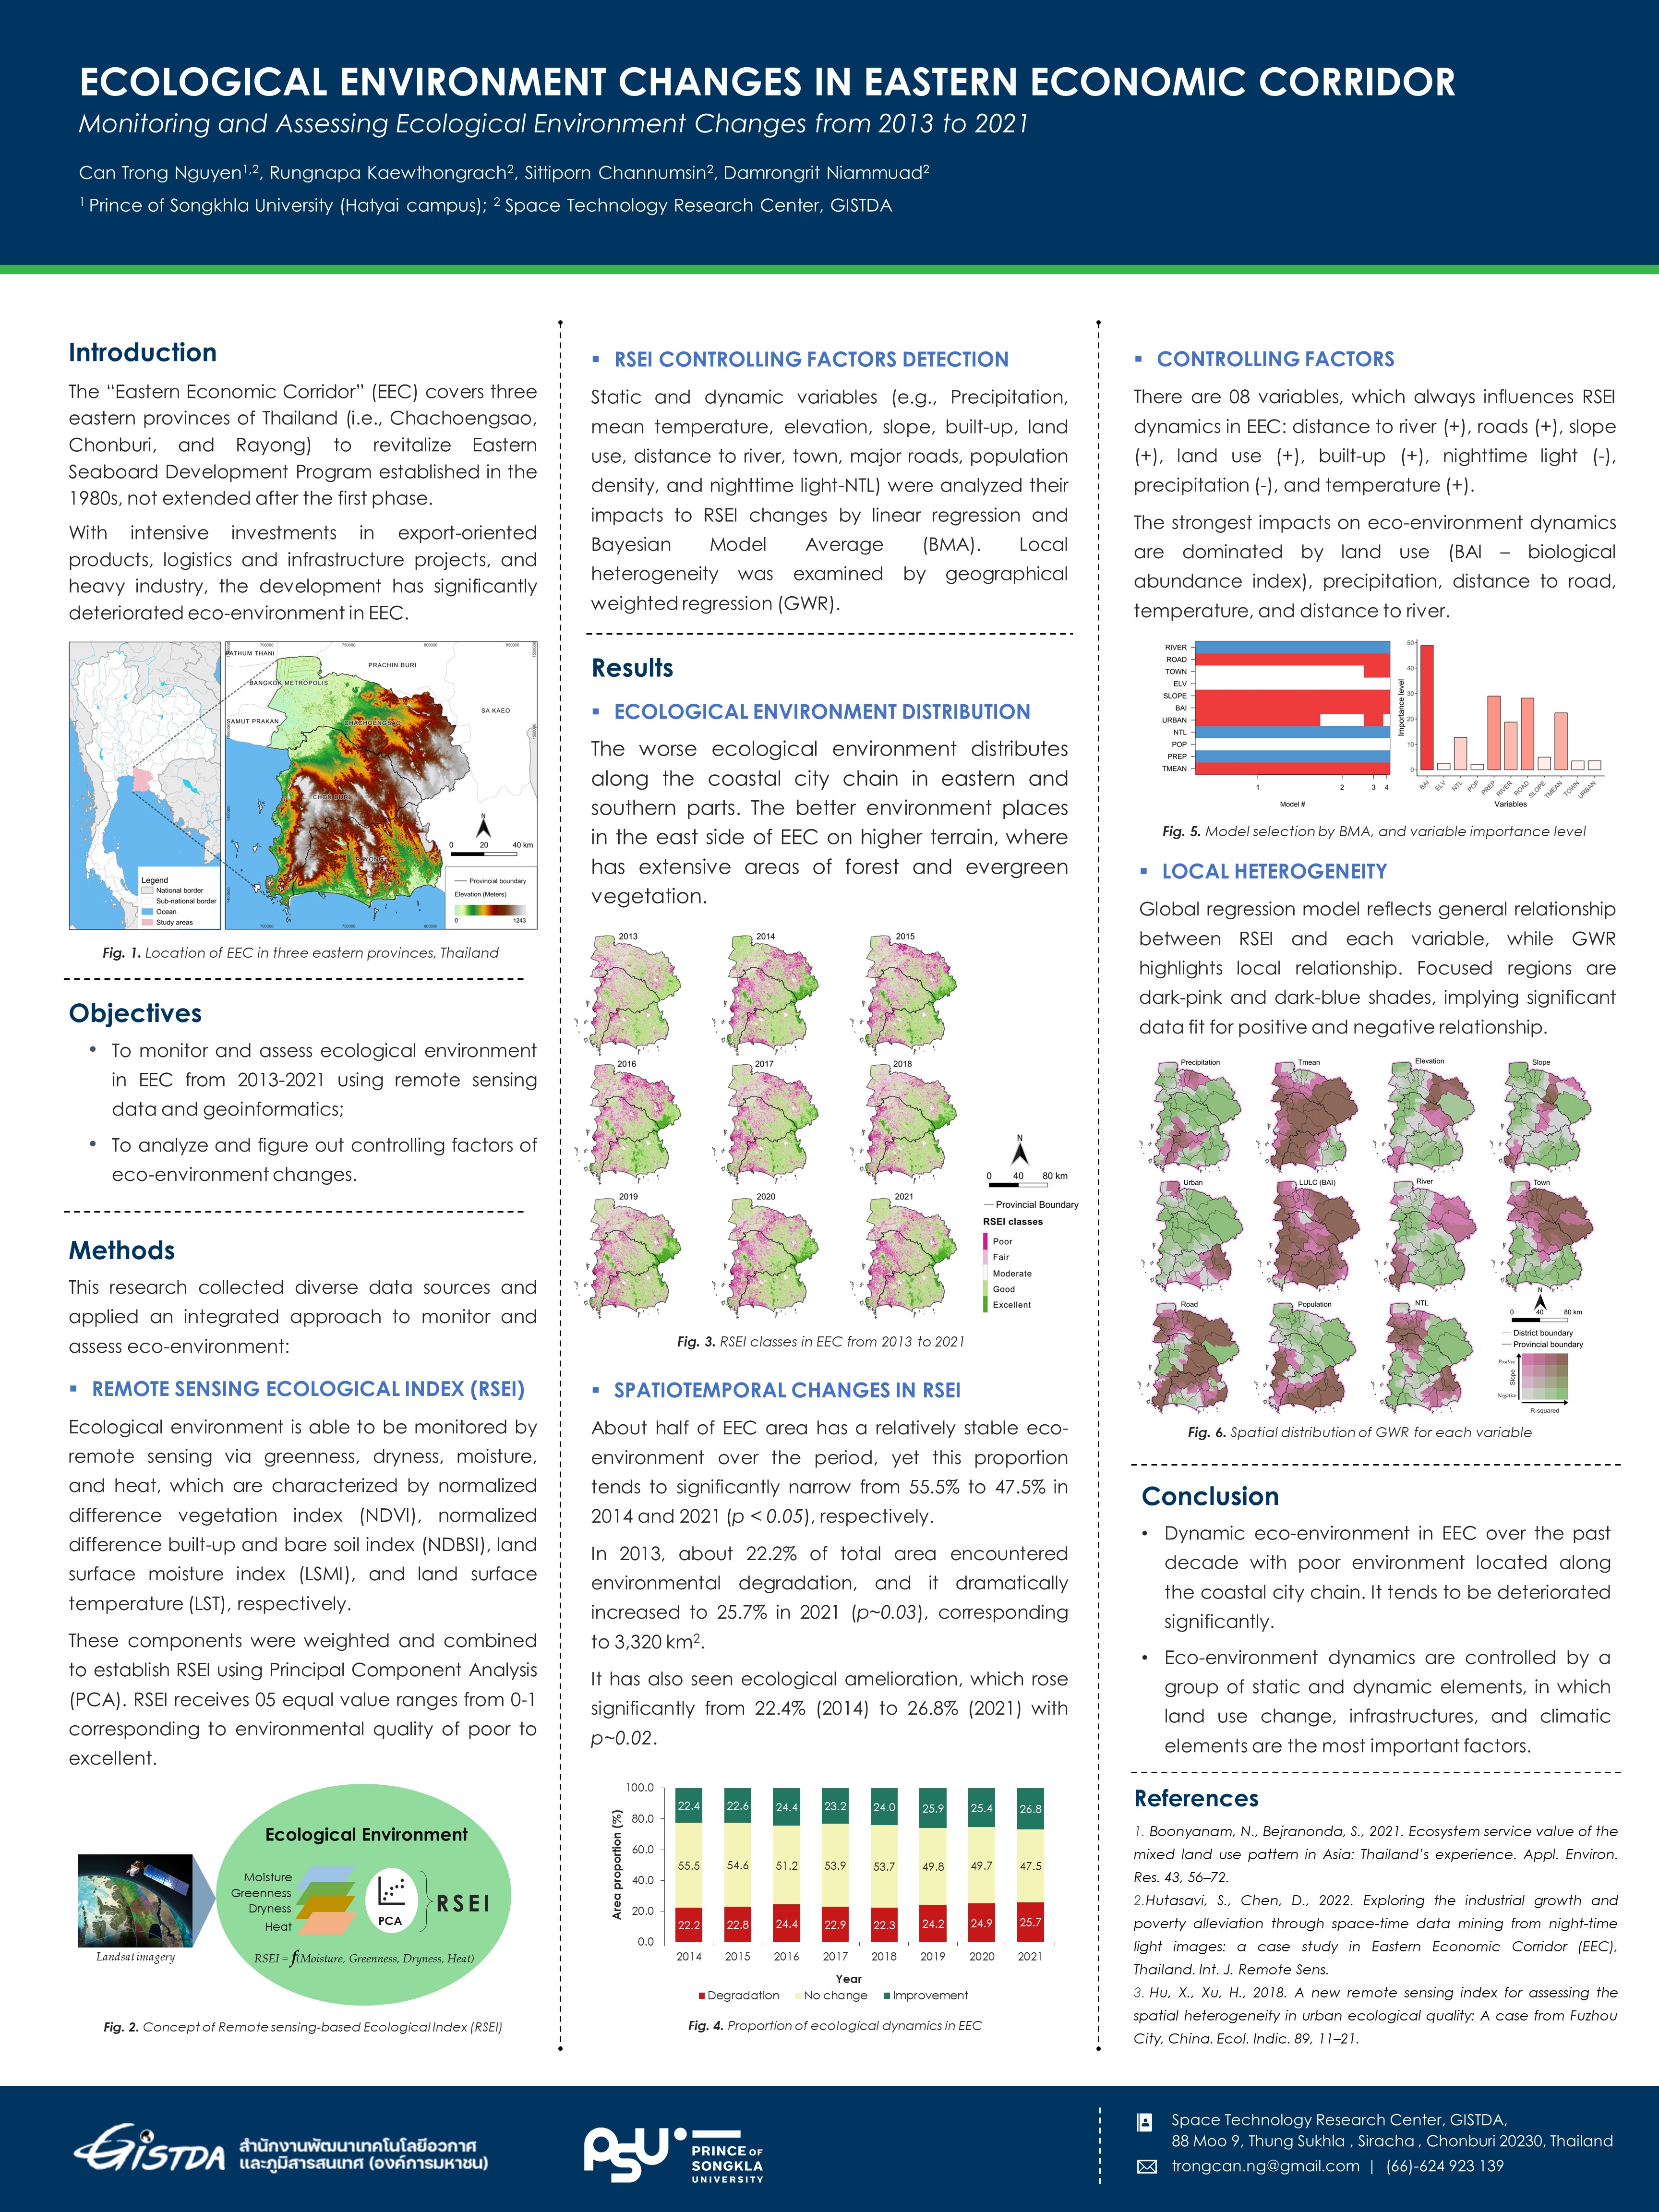 ECOLOGICAL ENVIRONMENT CHANGES IN EASTERN ECONOMIC CORRIDOR
Monitoring and Assessing Ecological Environment Changes from 2013 to 2021
Can Trong Nguyen1,2, Rungnapa Kaewthongrach2, Sittiporn Channumsin2, Damrongrit Niammuad2
1 Prince of Songkhla University (Hatyai campus); 2 Space Technology Research Center, GISTDA
Introduction
The “Eastern Economic Corridor” (EEC) covers three
eastern provinces of Thailand (i.e., Chachoengsao,
Chonburi, and Rayong) to revitalize Eastern
Seaboard Development Program established in the
1980s, not extended after the first phase.
With intensive investments in export-oriented
products, logistics and infrastructure projects, and
heavy industry, the development has significantly
deteriorated eco-environment in EEC.
PATHUM THANI
PRACHIN BURI
BANGKOK METROPOLIS
SA KAEO
SAMUT PRAKAN
CHACHOENGSAO
CHON BURI
RAYONG
N
0 20 40 km
Legend
National border
Sub-national border
Ocean
Study areas
Provincial boundary
Elevation (Meters)
0 1243
Fig. 1. Location of EEC in three eastern provinces, Thailand
Objectives
• To monitor and assess ecological environment
in EEC from 2013-2021 using remote sensing
data and geoinformatics;
• To analyze and figure out controlling factors of
eco-environment changes.
Methods
This research collected diverse data sources and
applied an integrated approach to monitor and
assess eco-environment:
▪ REMOTE SENSING ECOLOGICAL INDEX (RSEI)
Ecological environment is able to be monitored by
remote sensing via greenness, dryness, moisture,
and heat, which are characterized by normalized
difference vegetation index (NDVI), normalized
difference built-up and bare soil index (NDBSI), land
surface moisture index (LSMI), and land surface
temperature (LST), respectively.
These components were weighted and combined
to establish RSEI using Principal Component Analysis
(PCA). RSEI receives 05 equal value ranges from 0-1
corresponding to environmental quality of poor to
excellent.
Ecological Environment
Moisture
Greenness
Dryness
Heat
PCA
RSEI
Landsat imagery
RSEI = f(Moisture, Greenness, Dryness, Heat)
Fig. 2. Concept of Remote sensing-based Ecological Index (RSEI)
▪ RSEI CONTROLLING FACTORS DETECTION
Static and dynamic variables (e.g., Precipitation,
mean temperature, elevation, slope, built-up, land
use, distance to river, town, major roads, population
density, and nighttime light-NTL) were analyzed their
impacts to RSEI changes by linear regression and
Bayesian Model Average (BMA). Local
heterogeneity was examined by geographical
weighted regression (GWR).
Results
▪ ECOLOGICAL ENVIRONMENT DISTRIBUTION
The worse ecological environment distributes
along the coastal city chain in eastern and
southern parts. The better environment places
in the east side of EEC on higher terrain, where
has extensive areas of forest and evergreen
vegetation.
2013 2014 2015
2016 2017 2018
2019 2020 2021
N
0 40 80 km
Provincial Boundary
RSEI classes
Poor
Fair
Moderate
Good
Excellent
Fig. 3. RSEI classes in EEC from 2013 to 2021
▪ SPATIOTEMPORAL CHANGES IN RSEI
About half of EEC area has a relatively stable eco-
environment over the period, yet this proportion
tends to significantly narrow from 55.5% to 47.5% in
2014 and 2021 (p < 0.05), respectively.
In 2013, about 22.2% of total area encountered
environmental degradation, and it dramatically
increased to 25.7% in 2021 (p~0.03), corresponding
to 3,320 km2.
It has also seen ecological amelioration, which rose
significantly from 22.4% (2014) to 26.8% (2021) with
p~0.02.
Area proportion (%)
100.0
80.0
60.0
40.0
20.0
0.0
22.4 22.6 24.4 23.2 24.0 25.9 25.4 26.8
55.5 54.6 51.2 53.9 53.7 49.8 49.7 47.5
22.2 22.8 24.4 22.9 22.3 24.2 24.9 25.7
2014 2015 2016 2017 2018 2019 2020 2021
Year
Degradation No change Improvement
Fig. 4. Proportion of ecological dynamics in EEC
▪ CONTROLLING FACTORS
There are 08 variables, which always influences RSEI
dynamics in EEC: distance to river (+), roads (+), slope
(+), land use (+), built-up (+), nighttime light (-),
precipitation (-), and temperature (+).
The strongest impacts on eco-environment dynamics
are dominated by land use (BAI – biological
abundance index), precipitation, distance to road,
temperature, and distance to river.
RIVER
ROAD
TOWN
ELV
SLOPE
BAI
URBAN
NTL
POP
PREP
TMEAN
1 2 3 4
Model #
Importance level
50
40
30
20
10
0
BAI ELV NTL POP PREP RIVER ROAD SLOPE TMEAN TOWN URBAN
Variables
Fig. 5. Model selection by BMA, and variable importance level
▪ LOCAL HETEROGENEITY
Global regression model reflects general relationship
between RSEI and each variable, while GWR
highlights local relationship. Focused regions are
dark-pink and dark-blue shades, implying significant
data fit for positive and negative relationship.
Precipitation Tmean Elevation Slope
Urban LULC (BAI) River Town
Road Population NTL
N
0 40 80 km
District boundary
Provincial boundary
Positive
Slope
Negative
R-squared
Fig. 6. Spatial distribution of GWR for each variable
Conclusion
• Dynamic eco-environment in EEC over the past
decade with poor environment located along
the coastal city chain. It tends to be deteriorated
significantly.
• Eco-environment dynamics are controlled by a
group of static and dynamic elements, in which
land use change, infrastructures, and climatic
elements are the most important factors.
References
1. Boonyanam, N., Bejranonda, S., 2021. Ecosystem service value of the
mixed land use pattern in Asia: Thailand’s experience. Appl. Environ.
Res. 43, 56–72.
2.Hutasavi, S., Chen, D., 2022. Exploring the industrial growth and
poverty alleviation through space-time data mining from night-time
light images: a case study in Eastern Economic Corridor (EEC),
Thailand. Int. J. Remote Sens.
3. Hu, X., Xu, H., 2018. A new remote sensing index for assessing the
spatial heterogeneity in urban ecological quality: A case from Fuzhou
City, China. Ecol. Indic. 89, 11–21.
GISTDA
สำนักงานพัฒนาเทคโนโลยีอวกาศ
และภูมิสารสนเทศ (องค์การมหาชน)
PSU
PRINCE OF
SONGKLA
UNIVERSITY
Space Technology Research Center, GISTDA,
88 Moo 9, Thung Sukhla , Siracha , Chonburi 20230, Thailand
trongcan.ng@gmail.com | (66)-624 923 139